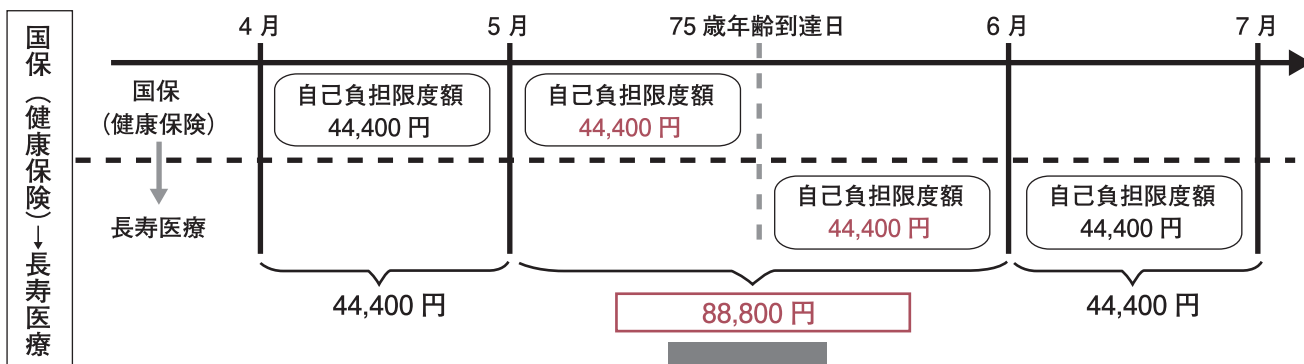 国保（健康保険）→長寿医療
4月
5月
75歳年齢到達日
6月
7月
国保
（健康保険）
長寿医療
自己負担限度額
44,400円
自己負担限度額
44,400円
自己負担限度額
44,400円
自己負担限度額
44,400円
44,400円
88,800円
44,400円